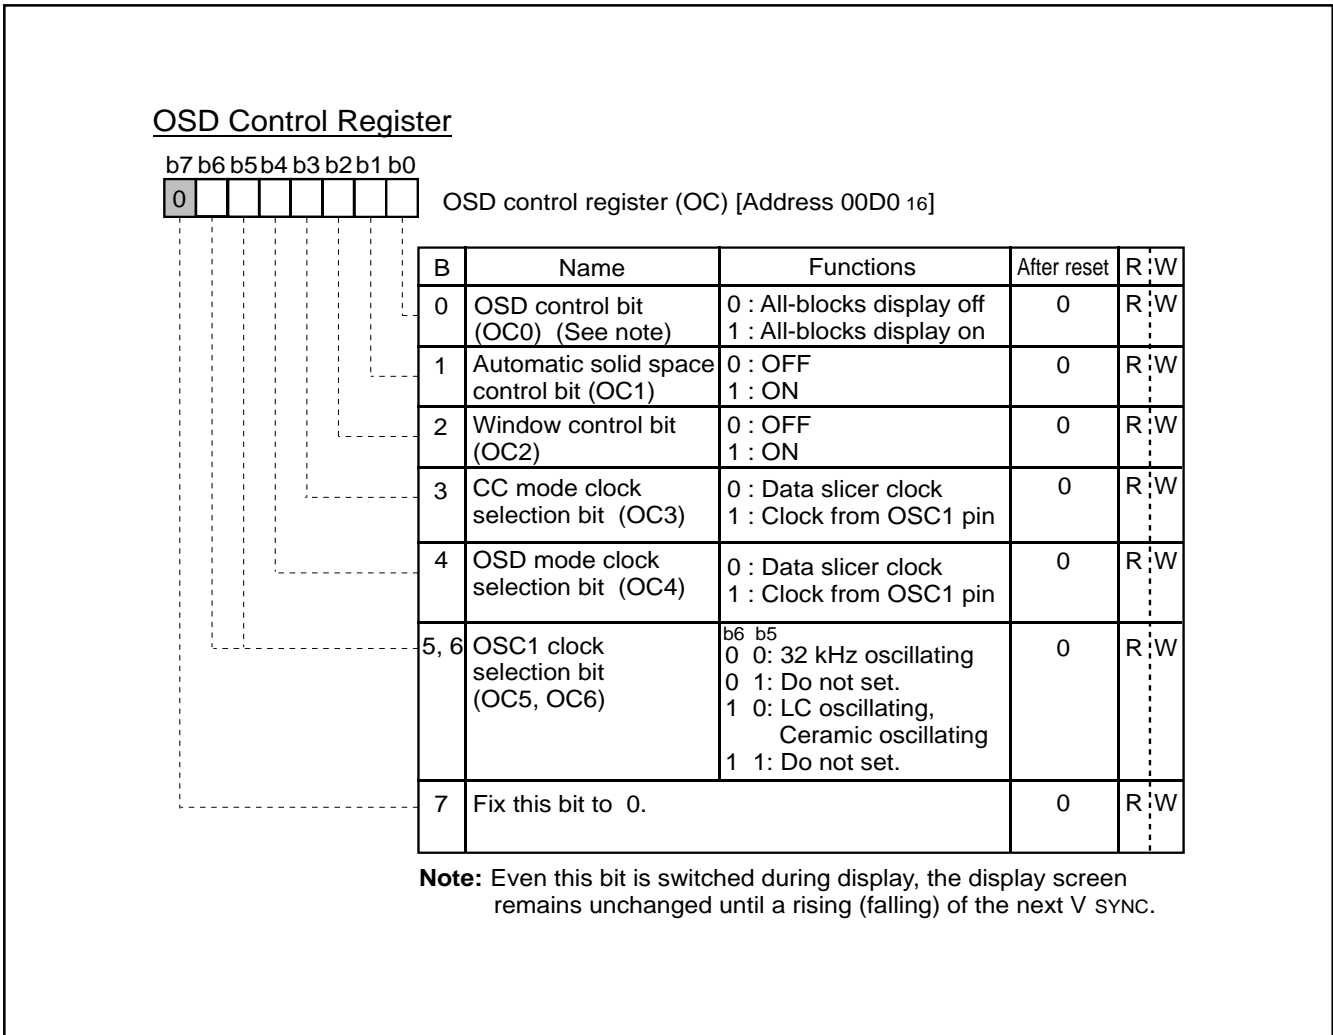 OSD Control Register
b7 b6 b5 b4 b3 b2 b1 b0
0
OSD control register (OC) [Address 00D0 16]
B Name Functions After reset R W
0 OSD control bit (OC0) (See note) 0 : All-blocks display off 1 : All-blocks display on 0 R W
1 Automatic solid space control bit (OC1) 0 : OFF 1 : ON 0 R W
2 Window control bit (OC2) 0 : OFF 1 : ON 0 R W
3 CC mode clock selection bit (OC3) 0 : Data slicer clock 1 : Clock from OSC1 pin 0 R W
4 OSD mode clock selection bit (OC4) 0 : Data slicer clock 1 : Clock from OSC1 pin 0 R W
5, 6 OSC1 clock selection bit (OC5, OC6) b6 b5 0 0: 32 kHz oscillating 0 1: Do not set. 1 0: LC oscillating, Ceramic oscillating 1 1: Do not set. 0 R W
7 Fix this bit to 0. 0 R W
Note: Even this bit is switched during display, the display screen
remains unchanged until a rising (falling) of the next V SYNC.